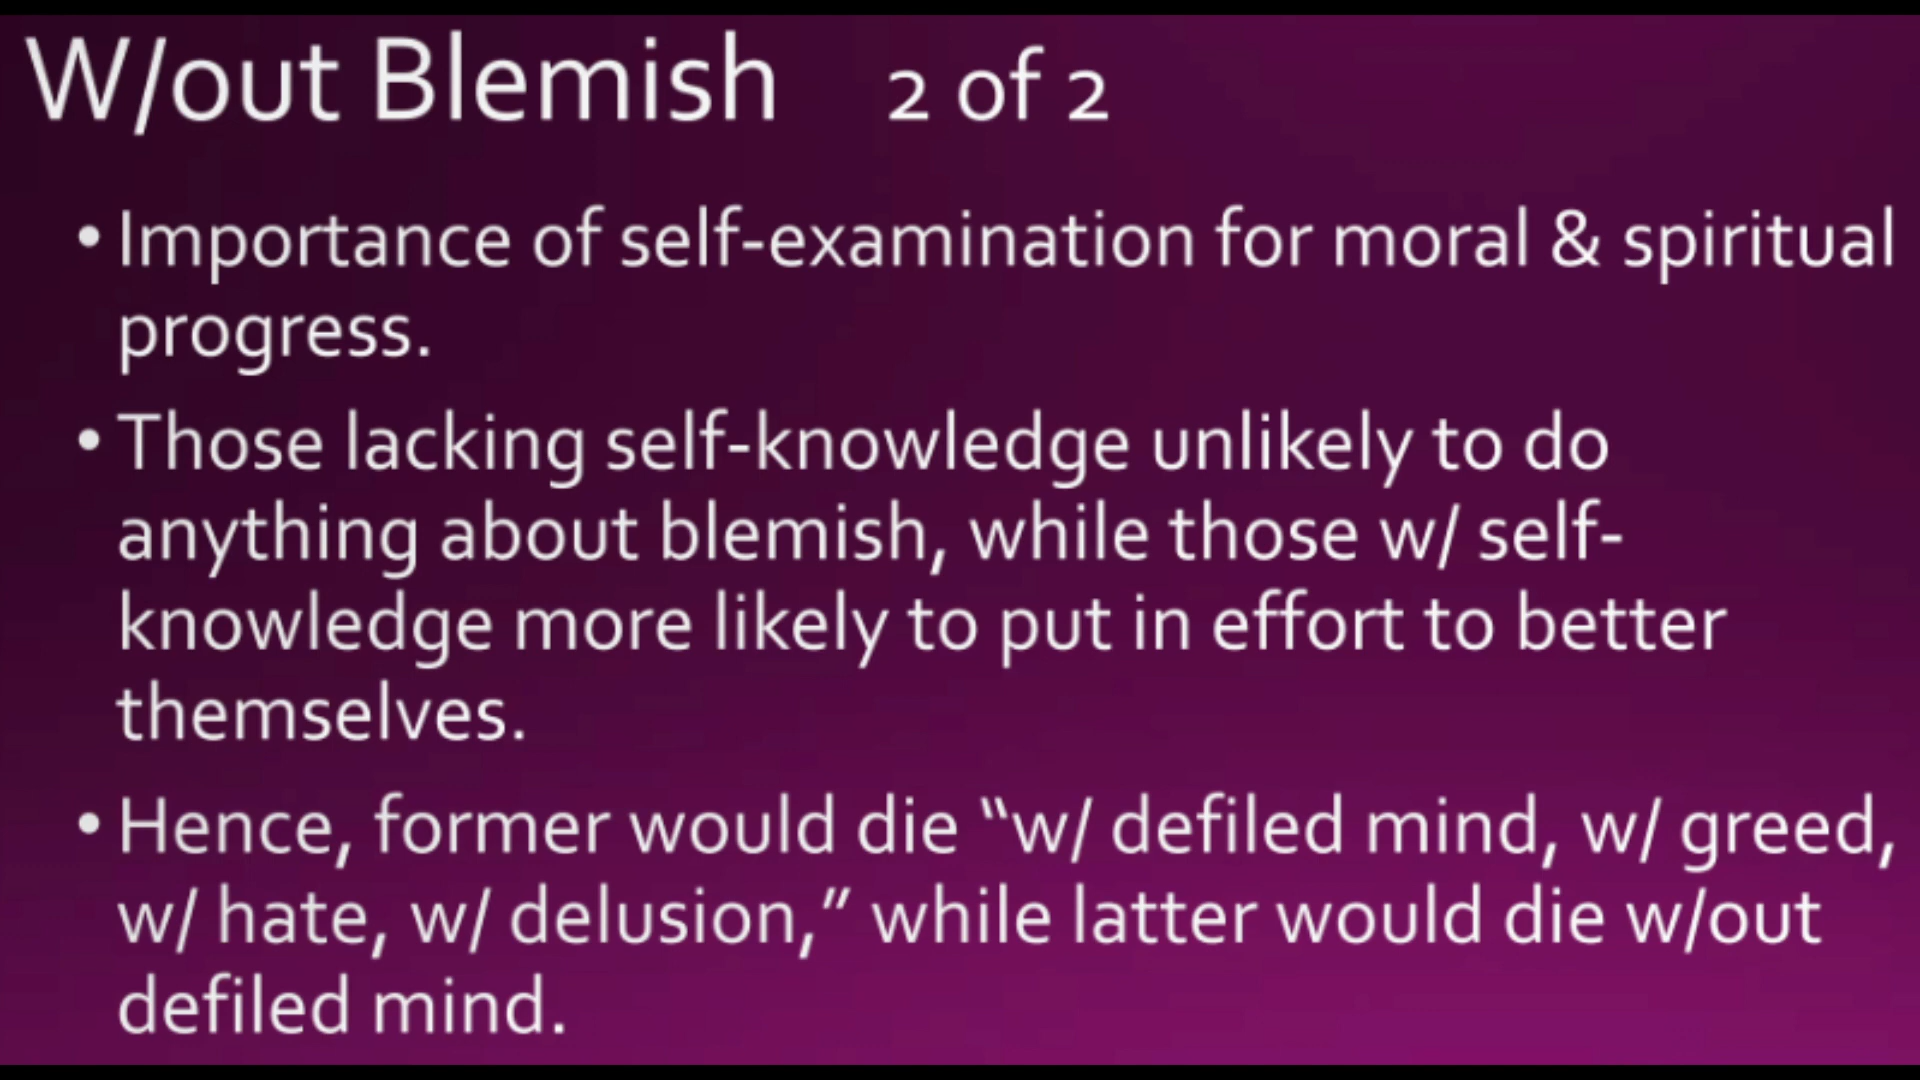 W/out Blemish 2 of 2
• Importance of self-examination for moral & spiritual
progress.
• Those lacking self-knowledge unlikely to do
anything about blemish, while those w/ self-
knowledge more likely to put in effort to better
themselves.
• Hence, former would die “w/ defiled mind, w/ greed,
w/ hate, w/ delusion,” while latter would die w/out
defiled mind.